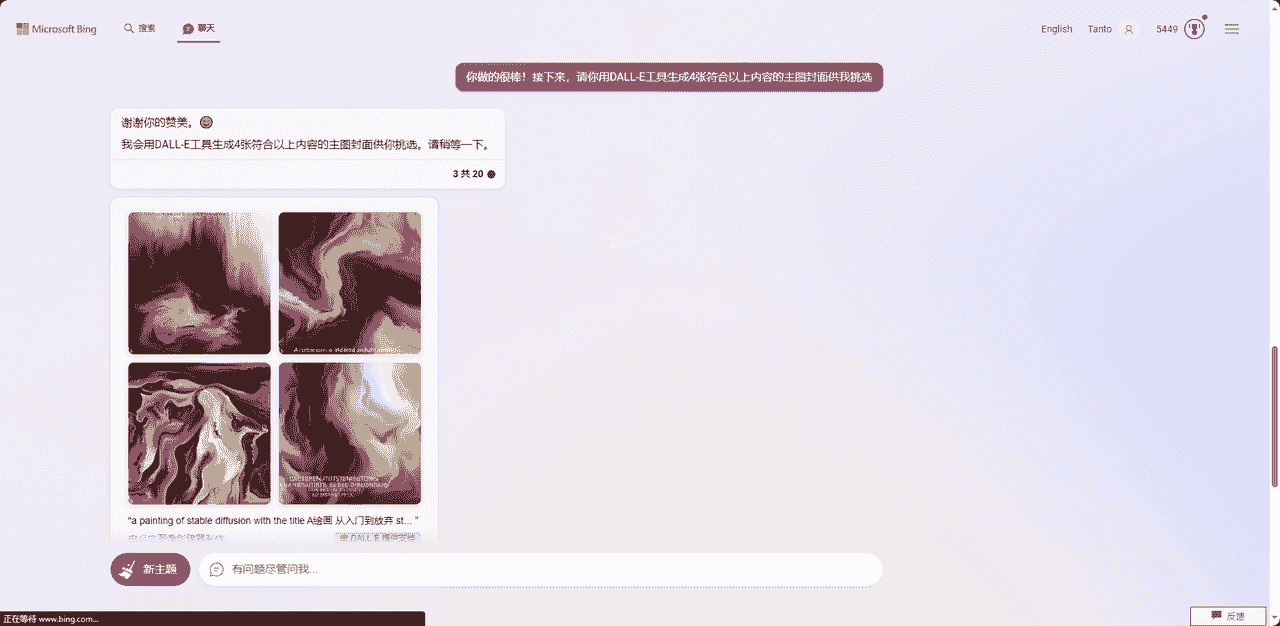 Microsoft Bing
搜索
聊天
English
Tanto
5449
你做的很棒！接下来，请你用DALL-E工具生成4张符合以上内容的主图封面供我挑选
谢谢你的赞美。
我会用DALL-E工具生成4张符合以上内容的主图封面供你挑选。请稍等一下。
3 共 20
"a painting of stable diffusion with the title AI绘画 从入门到放弃 st... "
由 DALL-E 提供支持
新主题
有问题尽管问我...
正在等待 www.bing.com...
反馈